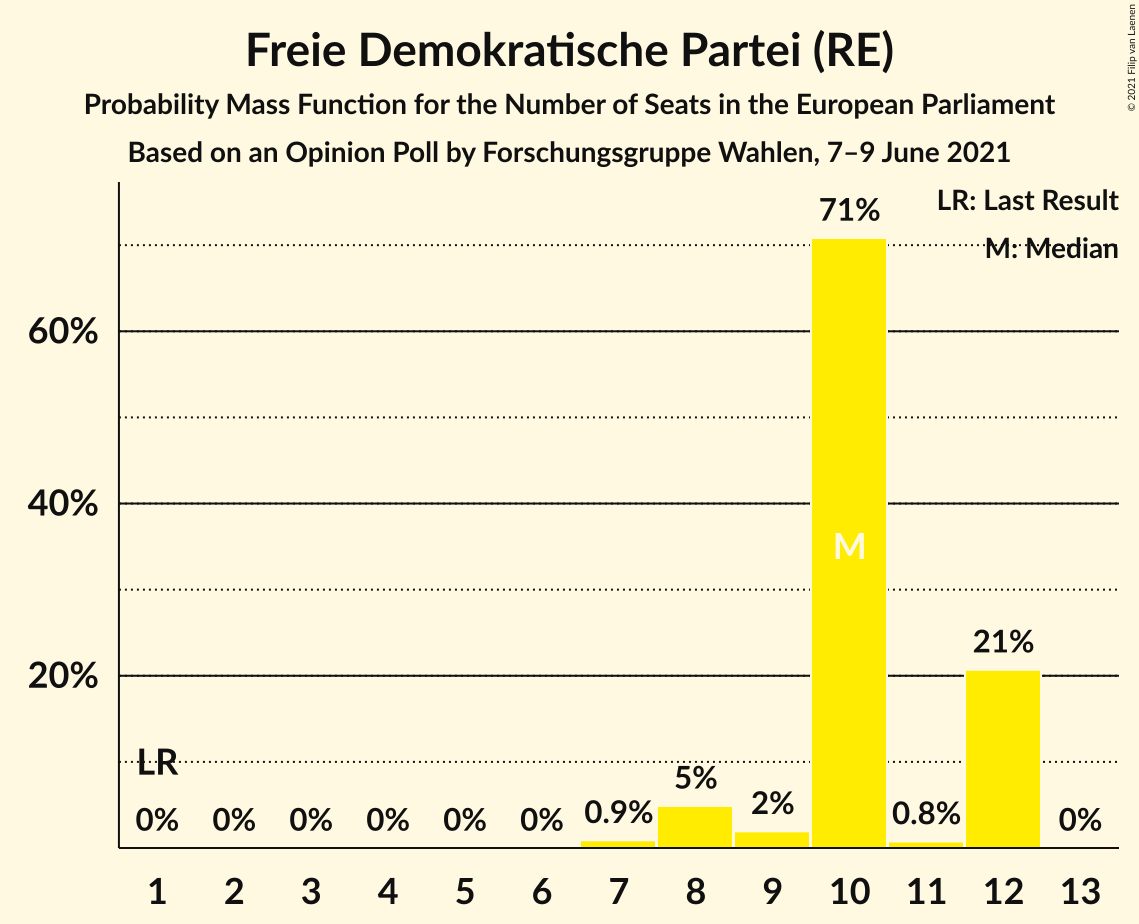 Freie Demokratische Partei (RE)
Probability Mass Function for the Number of Seats in the European Parliament
Based on an Opinion Poll by Forschungsgruppe Wahlen, 7–9 June 2021
© 2021 Filip van Laenen
LR: Last Result
M: Median
71%
60%
40%
M
21%
20%
LR
5%
2%
0% 0% 0% 0% 0% 0% 0.9% 0.8% 0%
1 2 3 4 5 6 7 8 9 10 11 12 13